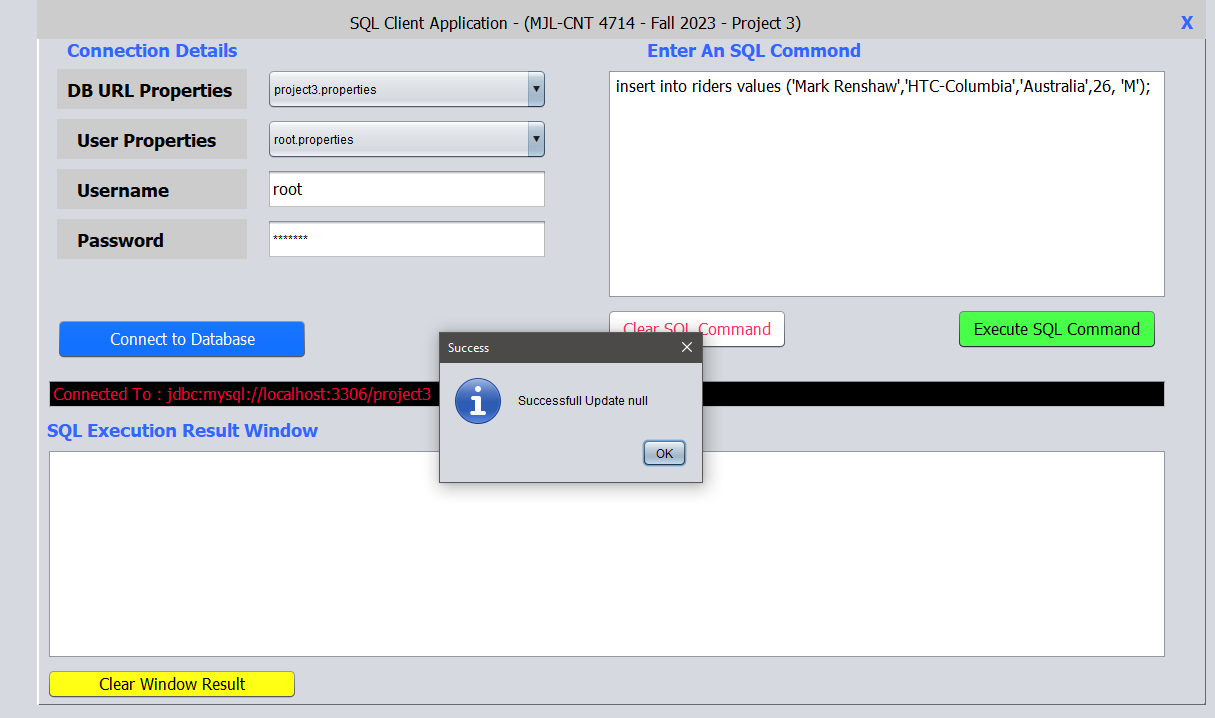 SQL Client Application - (MJL-CNT 4714 - Fall 2023 - Project 3)
X
Connection Details
DB URL Properties
project3.properties
User Properties
root.properties
Username
root
Password
*******
Connect to Database
Enter An SQL Command
insert into riders values ('Mark Renshaw','HTC-Columbia','Australia',26, 'M');
Clear SQL Command
Execute SQL Command
Success
Successfull Update null
OK
Connected To : jdbc:mysql://localhost:3306/project3
SQL Execution Result Window
Clear Window Result